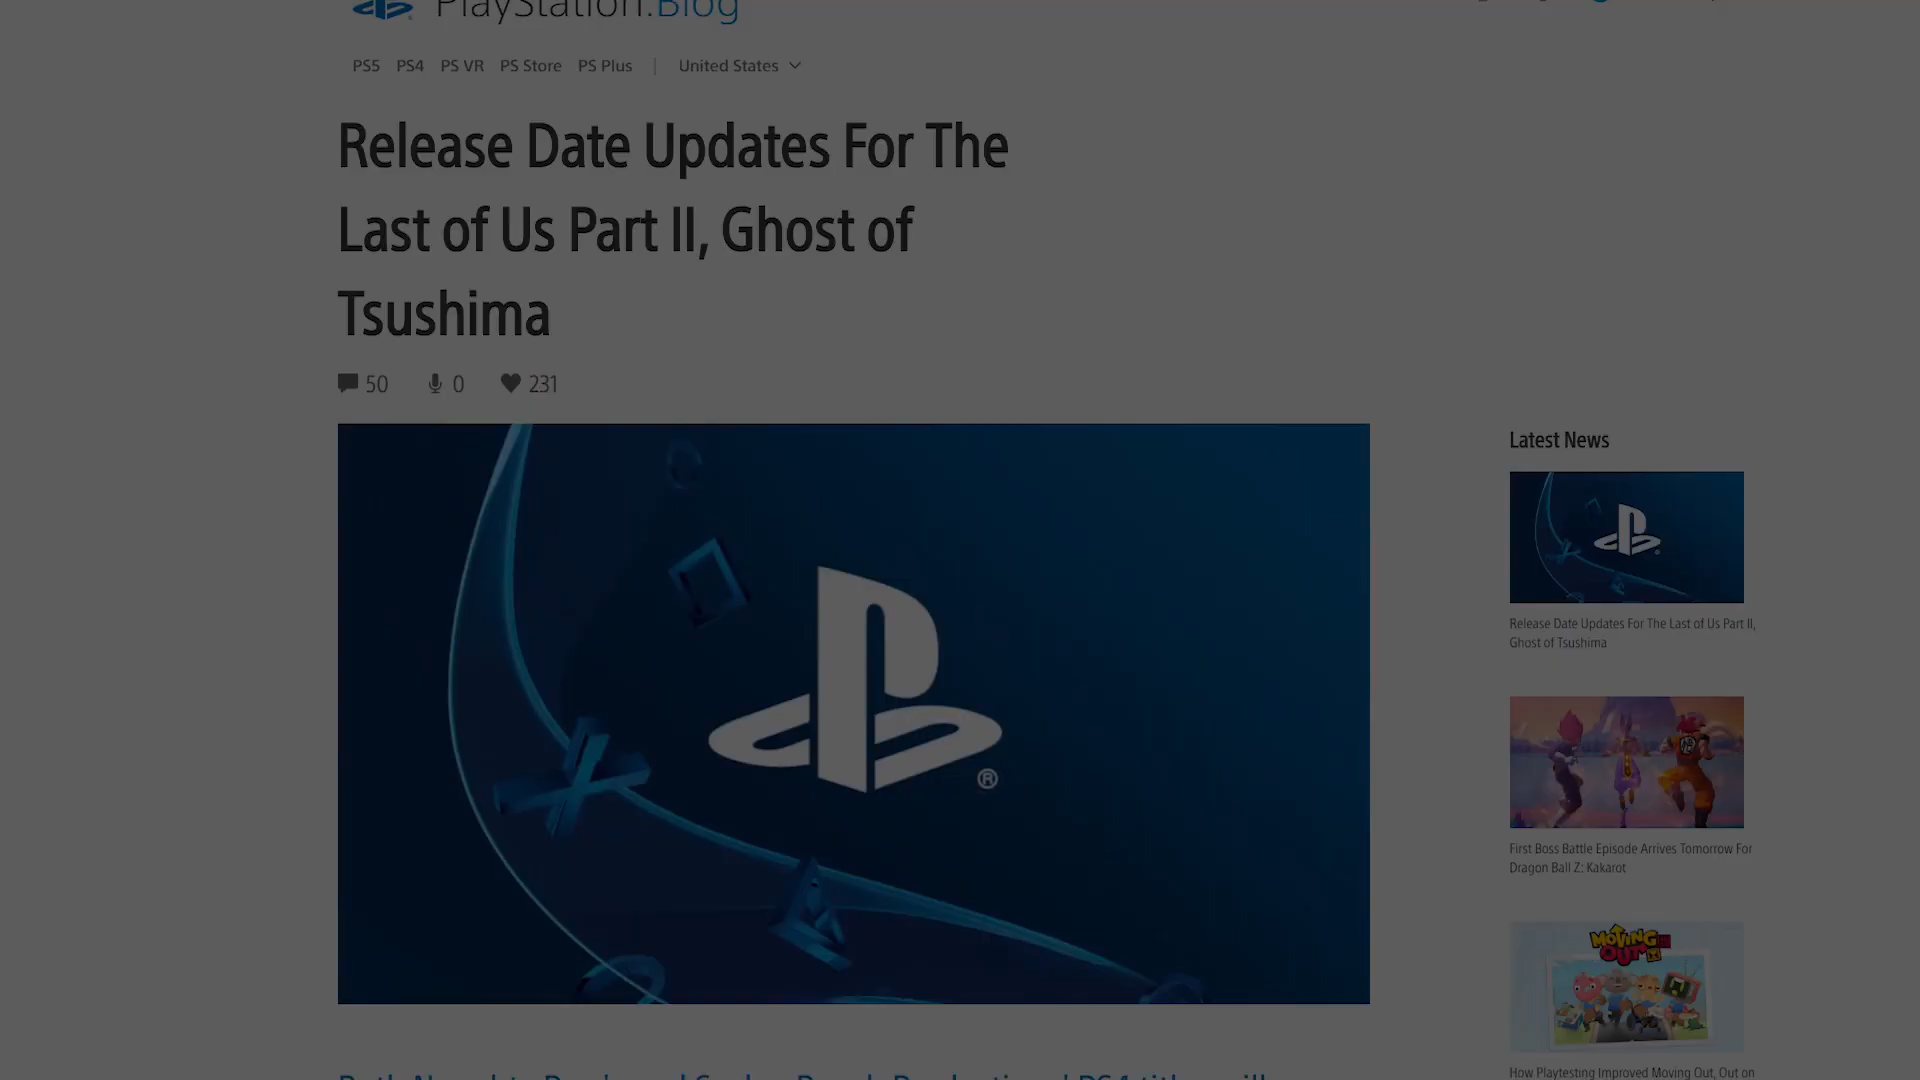 PlayStation.Blog
PS5 PS4 PS VR PS Store PS Plus | United States
Release Date Updates For The
Last of Us Part II, Ghost of
Tsushima
50 0 231
Latest News
Release Date Updates For The Last of Us Part II,
Ghost of Tsushima
First Boss Battle Episode Arrives Tomorrow For
Dragon Ball Z: Kakarot
MOVING
OUT
How Playtesting Improved Moving Out, Out on